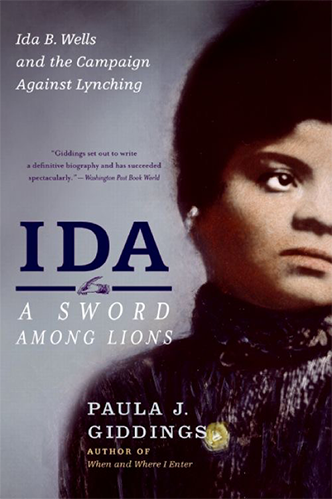 Ida B. Wells
and the Campaign
Against Lynching
"Giddings set out to write
a definitive biography and has succeeded
spectacularly."—Washington Post Book World
IDA
A SWORD
AMONG LIONS
PAULA J.
GIDDINGS
AUTHOR OF
When and Where I Enter